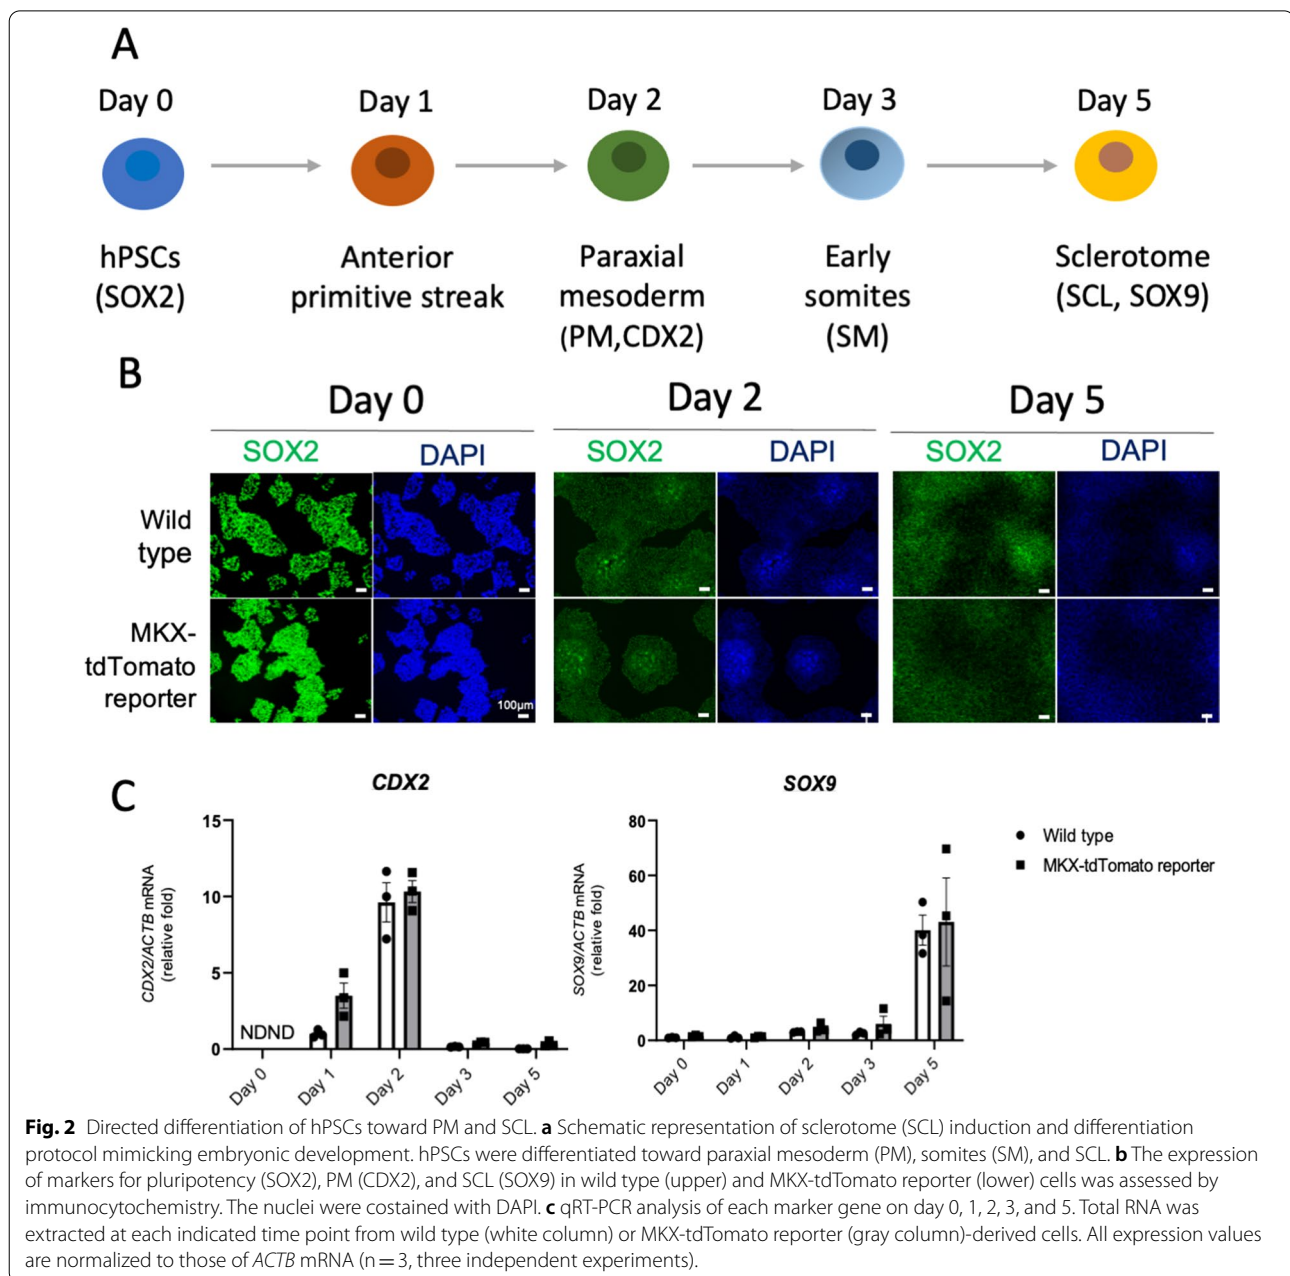 A
Day 0
Day 1
Day 2
Day 3
Day 5
hPSCs
(SOX2)
Anterior
primitive streak
Paraxial
mesoderm
(PM,CDX2)
Early
somites
(SM)
Sclerotome
(SCL, SOX9)
B
Day 0
Day 2
Day 5
SOX2
DAPI
SOX2
DAPI
SOX2
DAPI
Wild
type
MKX-
tdTomato
reporter
100µm
C
CDX2
CDX2/ACTB mRNA
(relative fold)
15
10
5
0
NDND
Day 0
Day 1
Day 2
Day 3
Day 5
SOX9
SOX9/ACTB mRNA
(relative fold)
80
60
40
20
0
Day 0
Day 1
Day 2
Day 3
Day 5
Wild type
MKX-tdTomato reporter
Fig. 2 Directed differentiation of hPSCs toward PM and SCL. a Schematic representation of sclerotome (SCL) induction and differentiation
protocol mimicking embryonic development. hPSCs were differentiated toward paraxial mesoderm (PM), somites (SM), and SCL. b The expression
of markers for pluripotency (SOX2), PM (CDX2), and SCL (SOX9) in wild type (upper) and MKX-tdTomato reporter (lower) cells was assessed by
immunocytochemistry. The nuclei were costained with DAPI. c qRT-PCR analysis of each marker gene on day 0, 1, 2, 3, and 5. Total RNA was
extracted at each indicated time point from wild type (white column) or MKX-tdTomato reporter (gray column)-derived cells. All expression values
are normalized to those of ACTB mRNA (n = 3, three independent experiments).